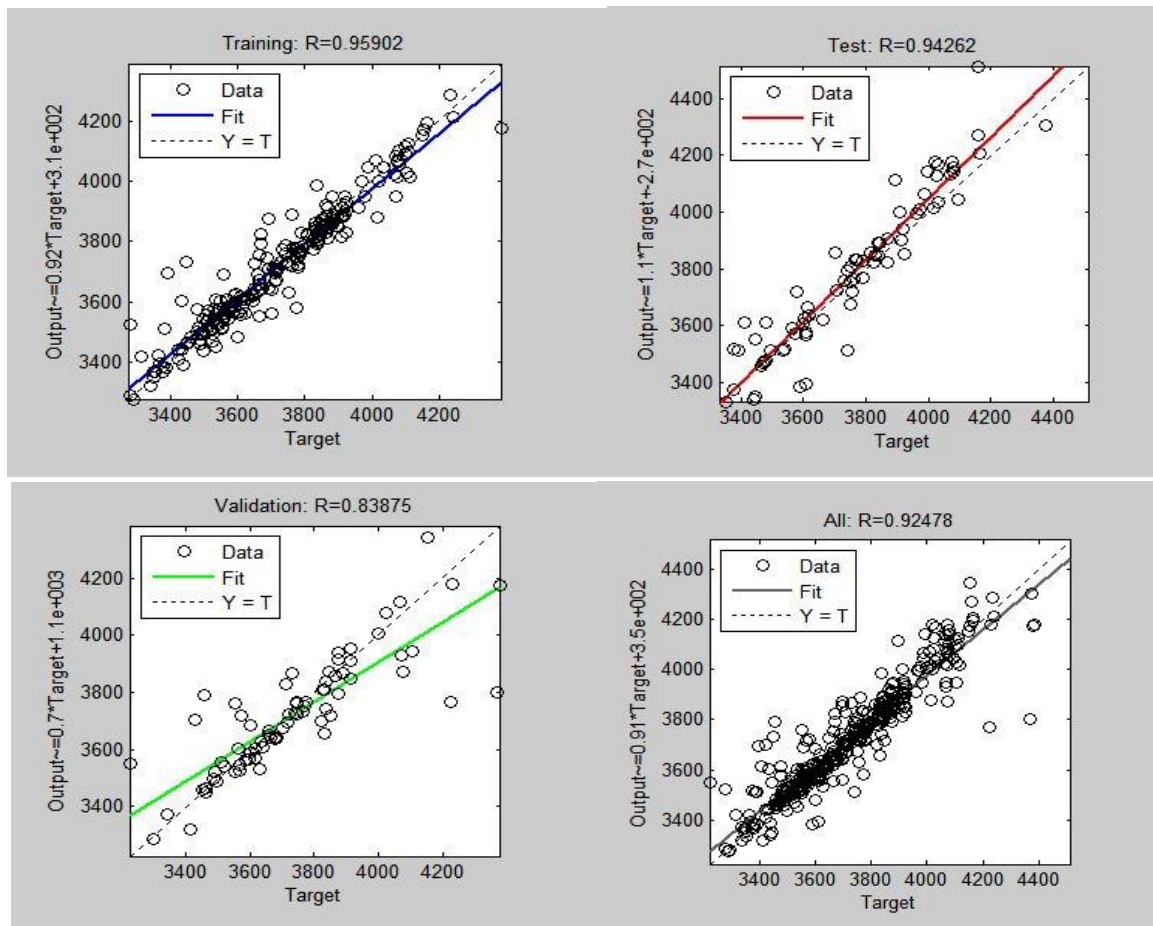 Training: R=0.95902
Output~=0.92*Target+3.1e+002
Data
Fit
Y = T
4200
4000
3800
3600
3400
3400 3600 3800 4000 4200
Target
Test: R=0.94262
Output~=1.1*Target+-2.7e+002
Data
Fit
Y = T
4400
4200
4000
3800
3600
3400
3400 3600 3800 4000 4200 4400
Target
Validation: R=0.83875
Output~=0.7*Target+1.1e+003
Data
Fit
Y = T
4200
4000
3800
3600
3400
3400 3600 3800 4000 4200
Target
All: R=0.92478
Output~=0.91*Target+3.5e+002
Data
Fit
Y = T
4400
4200
4000
3800
3600
3400
3400 3600 3800 4000 4200 4400
Target